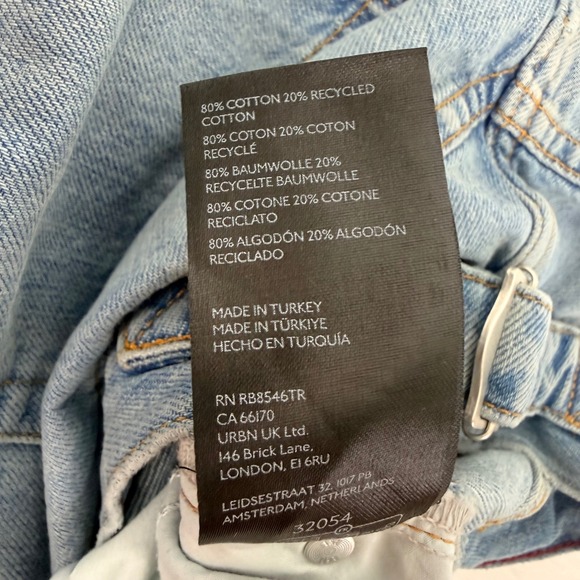 80% COTTON 20% RECYCLED
COTTON
80% COTON 20% COTON
RECYCLÉ
80% BAUMWOLLE 20%
RECYCELTE BAUMWOLLE
80% COTONE 20% COTONE
RICICLATO
80% ALGODÓN 20% ALGODÓN
RECICLADO
MADE IN TURKEY
MADE IN TÜRKIYE
HECHO EN TURQUÍA
RN RB8546TR
CA 66170
URBN UK Ltd.
146 Brick Lane,
LONDON, E1 6RU
LEIDSESTRAAT 32, 1017 PB
AMSTERDAM, NETHERLANDS
32054
®